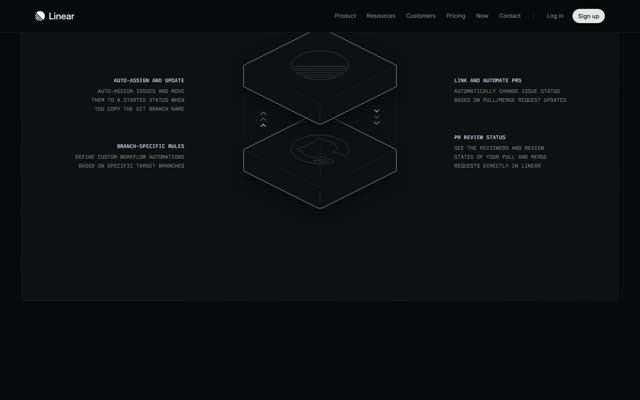 Linear
Product
Resources
Customers
Pricing
Now
Contact
Log in
Sign up
AUTO-ASSIGN AND UPDATE
AUTO-ASSIGN ISSUES AND MOVE
THEM TO A STARTED STATUS WHEN
YOU COPY THE GIT BRANCH NAME
BRANCH-SPECIFIC RULES
DEFINE CUSTOM WORKFLOW AUTOMATIONS
BASED ON SPECIFIC TARGET BRANCHES
LINK AND AUTOMATE PRS
AUTOMATICALLY CHANGE ISSUE STATUS
BASED ON PULL/MERGE REQUEST UPDATES
PR REVIEW STATUS
SEE THE REVIEWERS AND REVIEW
STATES OF YOUR PULL AND MERGE
REQUESTS DIRECTLY IN LINEAR